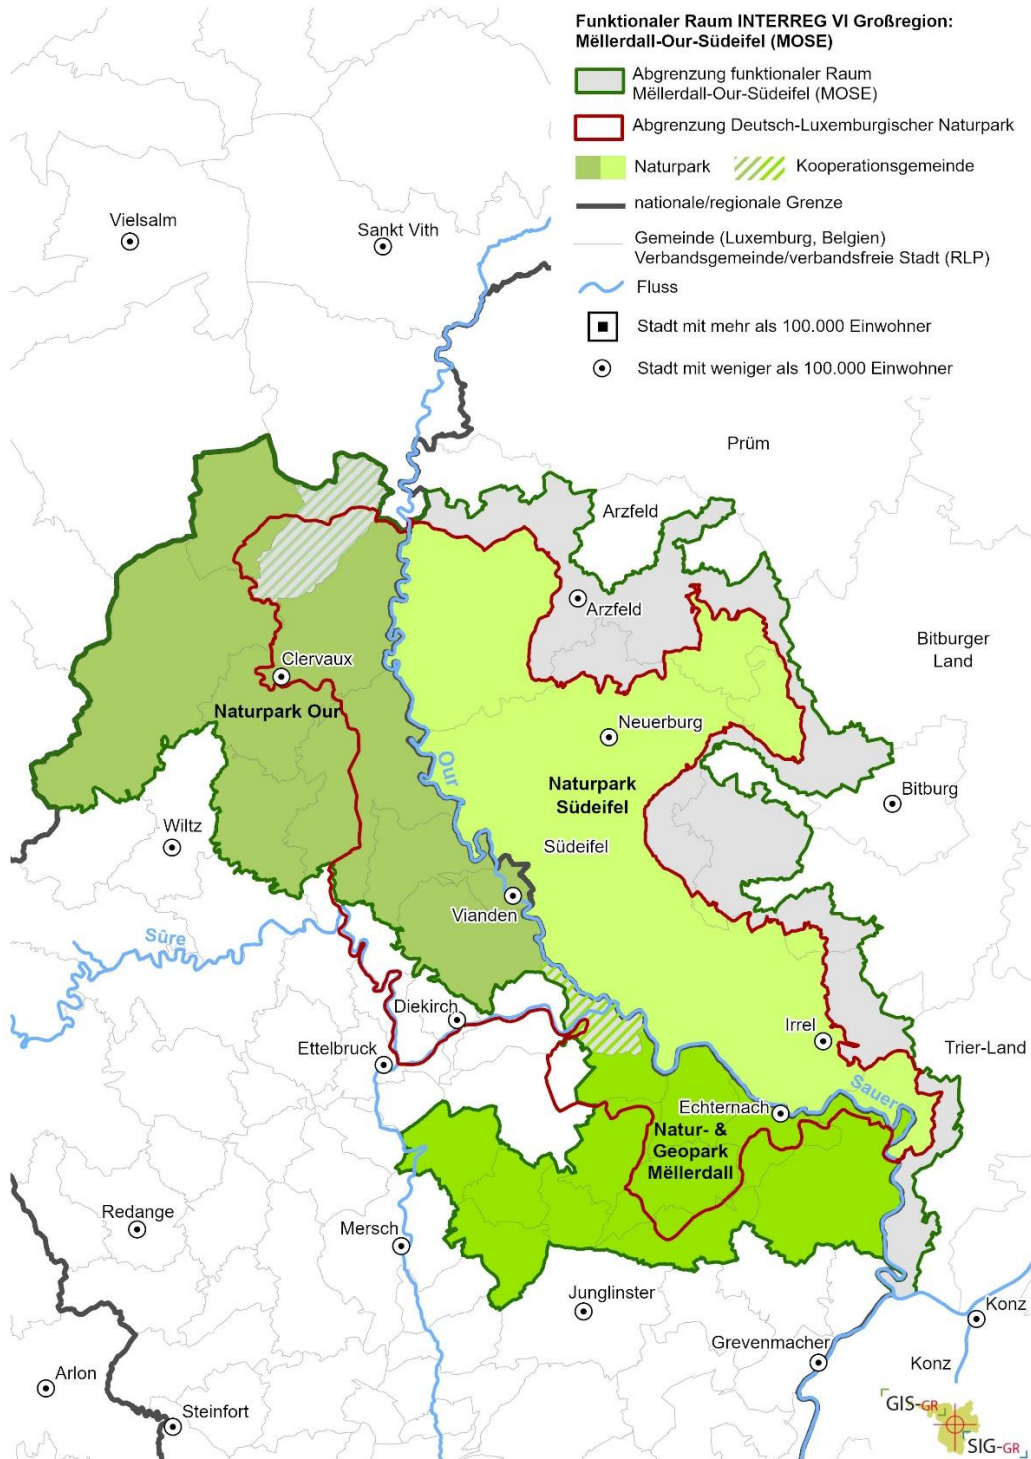 Funktionaler Raum INTERREG VI Großregion:
Mëllerdall-Our-Südeifel (MOSE)
Abgrenzung funktionaler Raum
Mëllerdall-Our-Südeifel (MOSE)
Abgrenzung Deutsch-Luxemburgischer Naturpark
Naturpark
Kooperationsgemeinde
nationale/regionale Grenze
Gemeinde (Luxemburg, Belgien)
Verbandsgemeinde/verbandsfreie Stadt (RLP)
Fluss
Stadt mit mehr als 100.000 Einwohner
Stadt mit weniger als 100.000 Einwohner
Vielsalm
Sankt Vith
Prüm
Arzfeld
Arzfeld
Bitburger
Land
Clervaux
Naturpark Our
Neuerburg
Our
Naturpark
Südeifel
Bitburg
Wiltz
Südeifel
Vianden
Sûre
Diekirch
Irrel
Ettelbruck
Trier-Land
Sauer
Echternach
Natur- &
Geopark
Mëllerdall
Redange
Mersch
Junglinster
Konz
Grevenmacher
Konz
Arlon
Steinfort
GIS-GR
SIG-GR